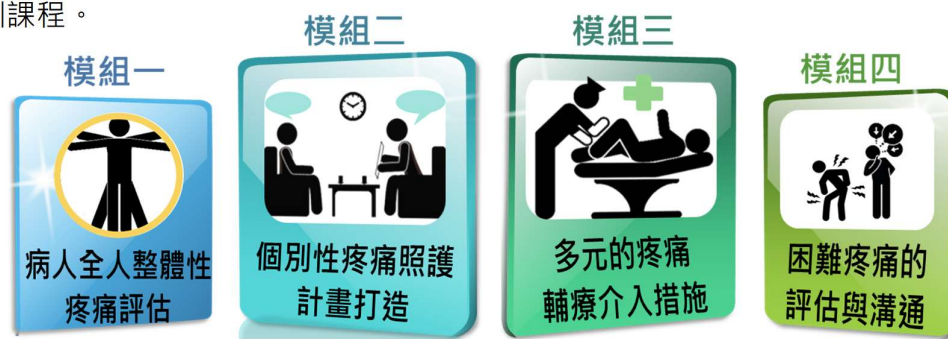 課程。
模組一
病人全人整體性
疼痛評估
模組二
個別性疼痛照護
計畫打造
模組三
多元的疼痛
輔療介入措施
模組四
困難疼痛的
評估與溝通